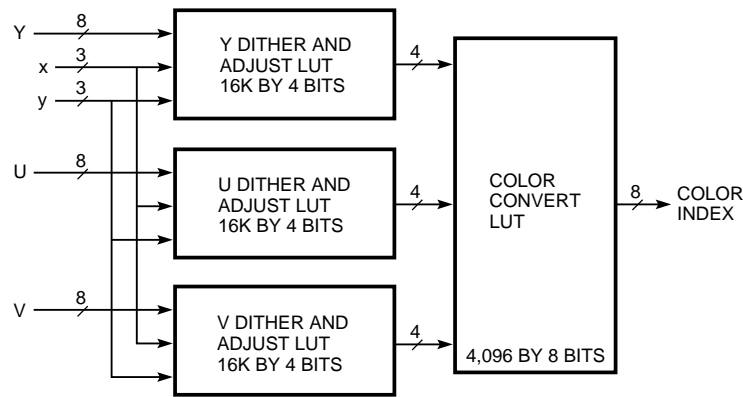 Y
8
x
3
y
3
Y DITHER AND
ADJUST LUT
16K BY 4 BITS
4
U
8
U DITHER AND
ADJUST LUT
16K BY 4 BITS
4
V
8
V DITHER AND
ADJUST LUT
16K BY 4 BITS
4
COLOR
CONVERT
LUT
4,096 BY 8 BITS
8
COLOR
INDEX